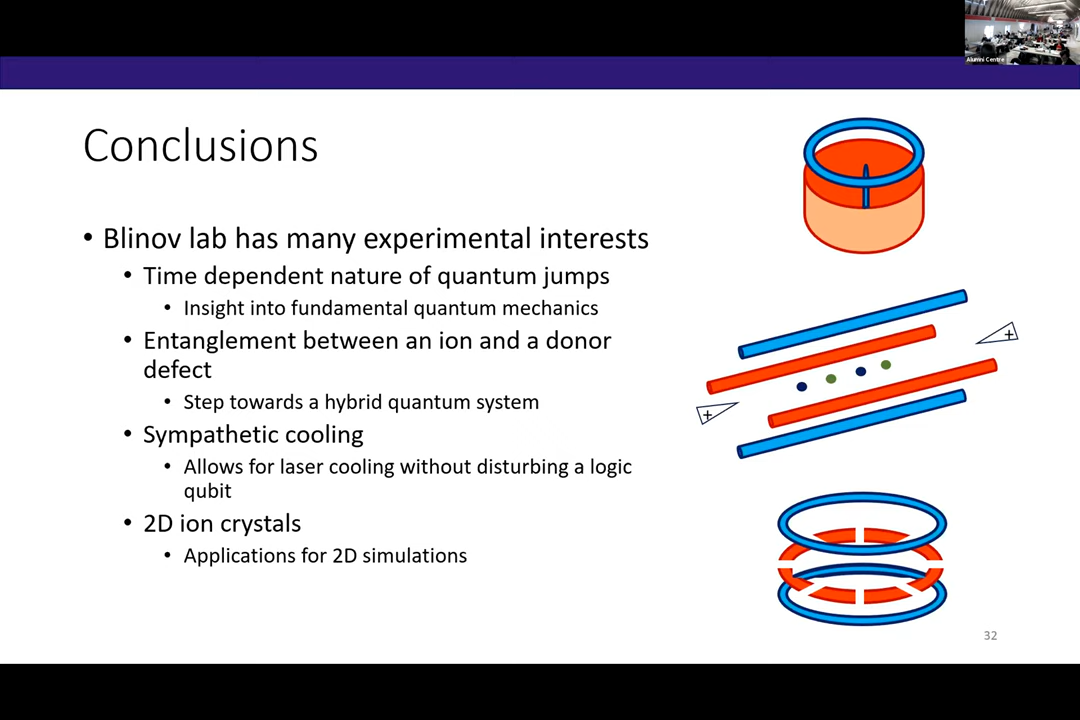 Alumni Centre
Conclusions
• Blinov lab has many experimental interests
• Time dependent nature of quantum jumps
• Insight into fundamental quantum mechanics
• Entanglement between an ion and a donor
defect
• Step towards a hybrid quantum system
• Sympathetic cooling
• Allows for laser cooling without disturbing a logic
qubit
• 2D ion crystals
• Applications for 2D simulations
+
+
32